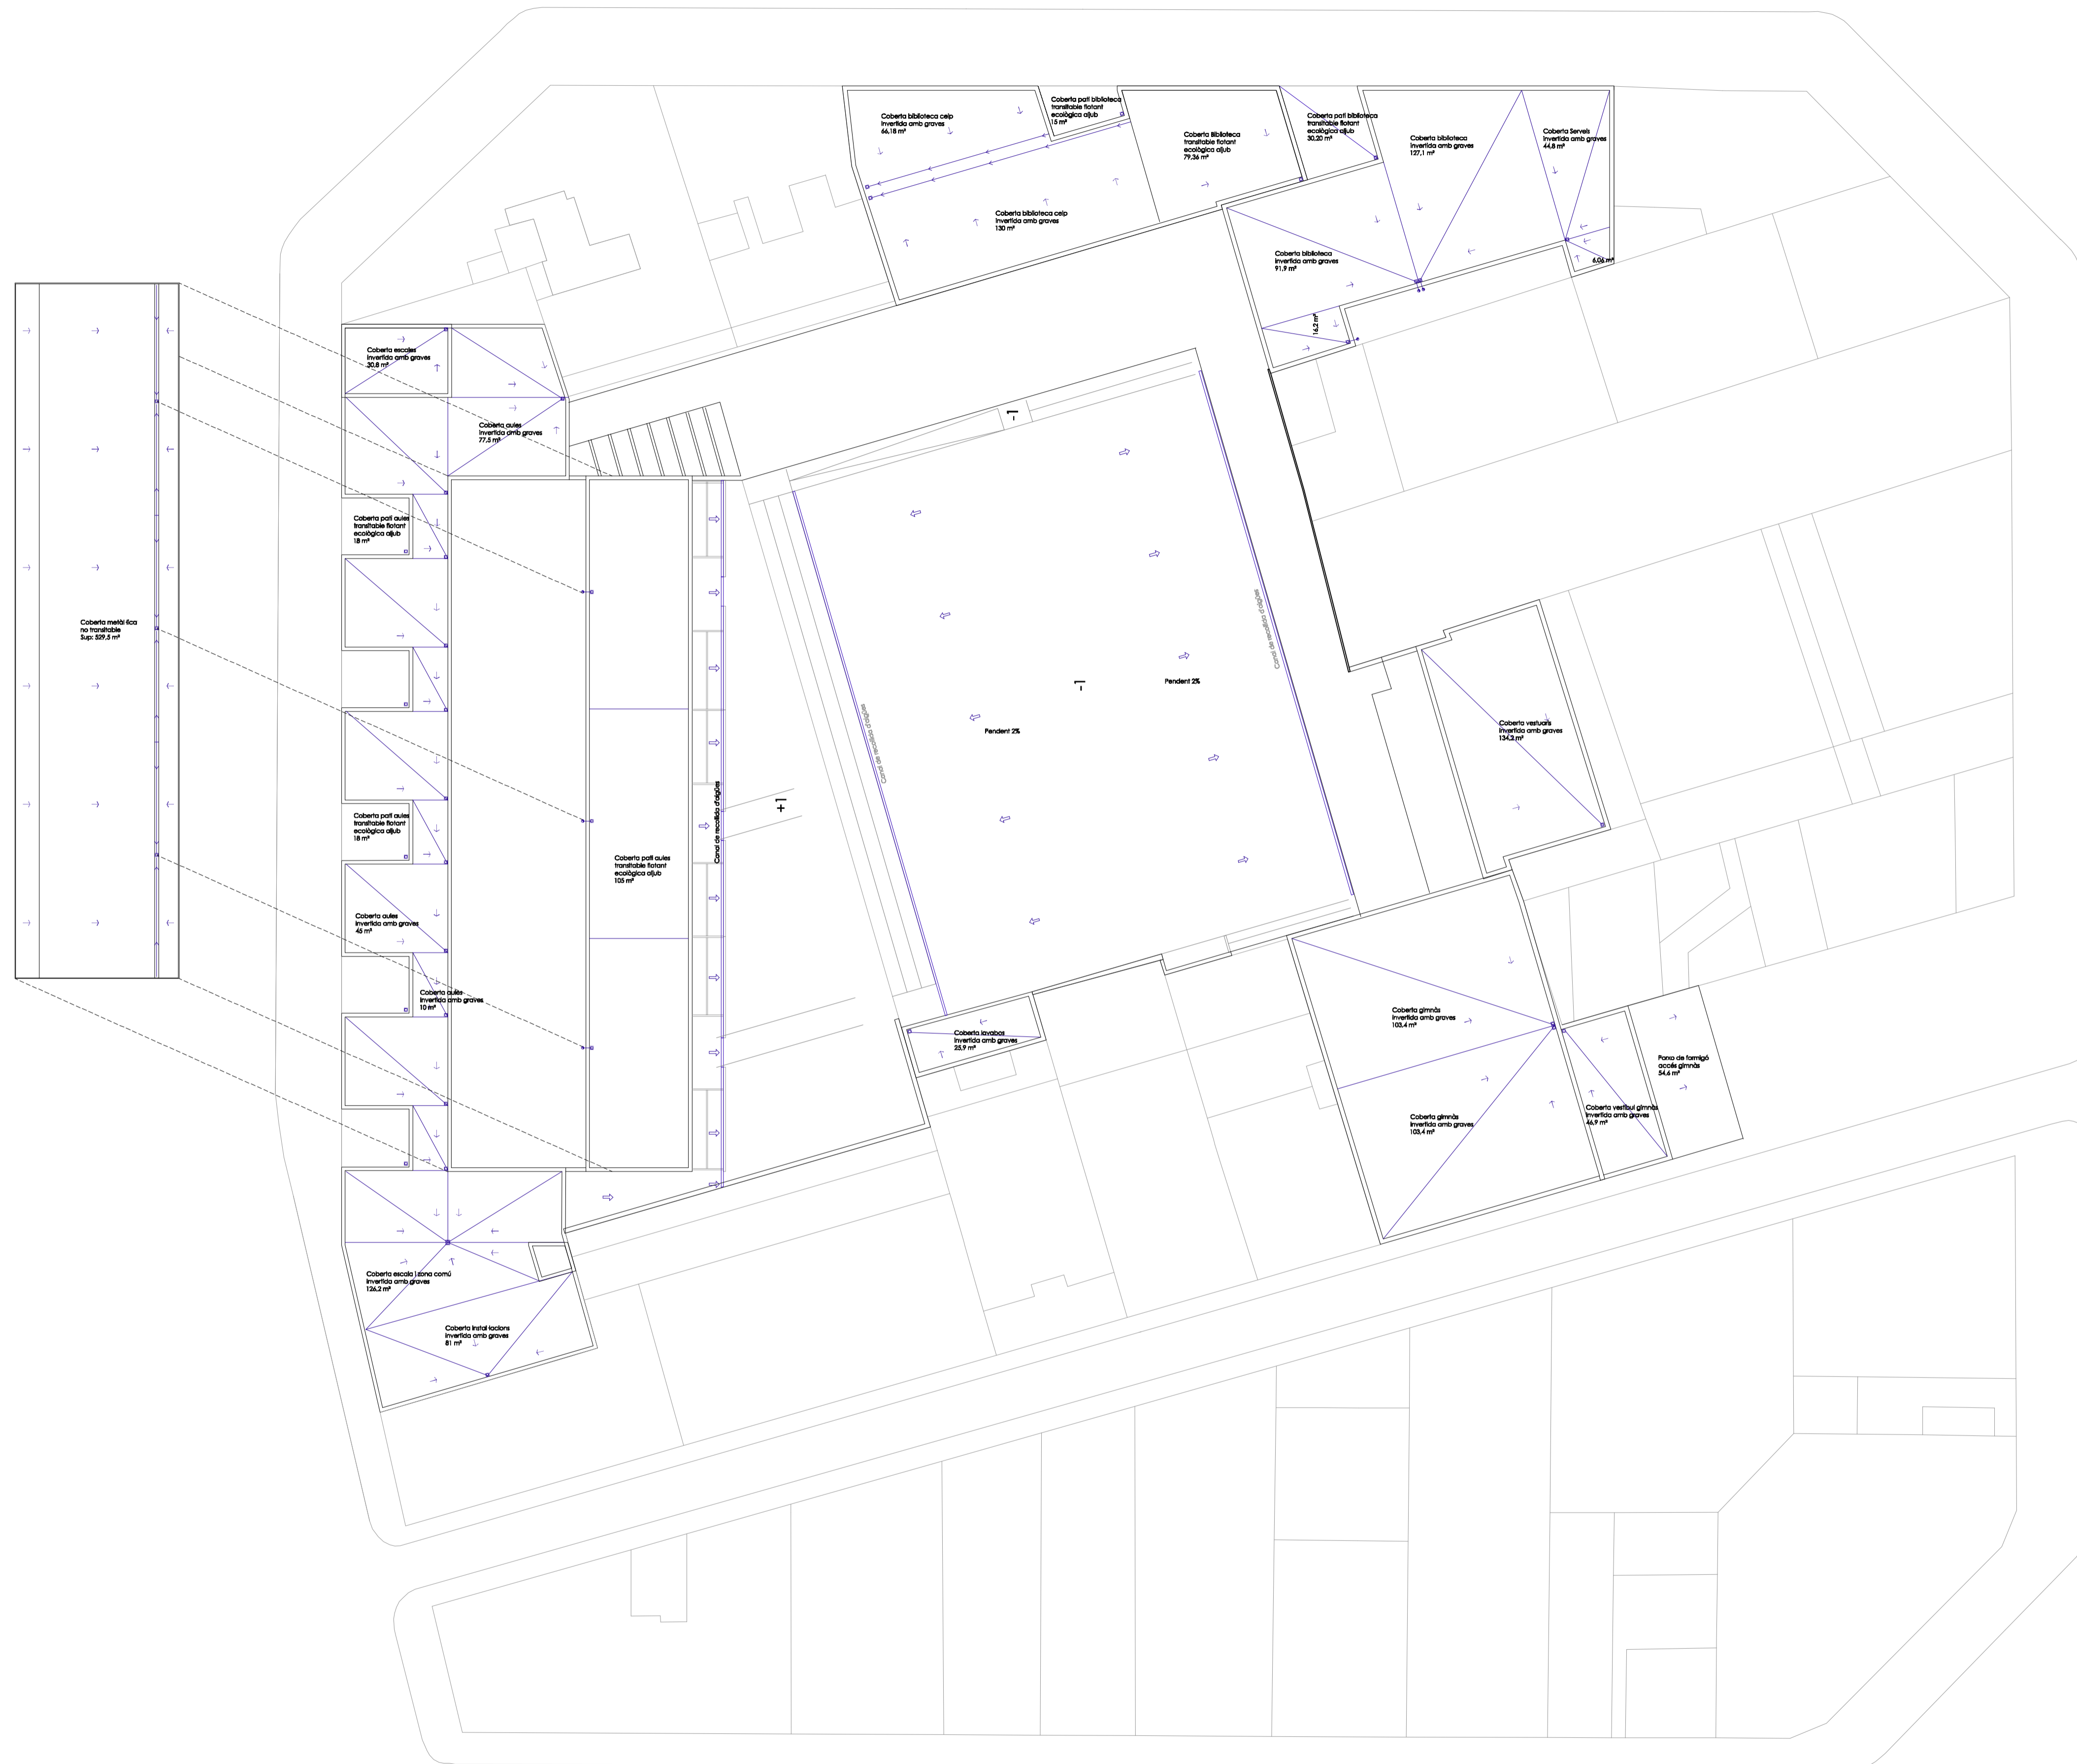 Coberta biblioteca ceip
invertida amb graves
66,18 m²
Coberta pati biblioteca
transitable flotant
ecològica aljub
15 m²
Coberta Biblioteca
transitable flotant
ecològica aljub
79,36 m²
Coberta pati biblioteca
transitable flotant
ecològica aljub
30,20 m²
Coberta biblioteca
invertida amb graves
127,1 m²
Coberta Serveis
invertida amb graves
44,8 m²
Coberta biblioteca ceip
invertida amb graves
130 m²
Coberta biblioteca
invertida amb graves
91,9 m²
6,06 m²
16,2 m²
Coberta escales
invertida amb graves
30,8 m²
Coberta aules
invertida amb graves
77,5 m²
-1
Coberta pati aules
transitable flotant
ecològica aljub
18 m²
Coberta metàl·lica
no transitable
Sup: 529,5 m²
Canal de recollida d'aigües
-1
Pendent 2%
Pendent 2%
Canal de recollida d'aigües
Coberta vestuaris
invertida amb graves
134,2 m²
+1
Canal de recollida d'aigües
Coberta pati aules
transitable flotant
ecològica aljub
18 m²
Coberta pati aules
transitable flotant
ecològica aljub
105 m²
Coberta aules
invertida amb graves
45 m²
Coberta aules
invertida amb graves
10 m²
Coberta lavabos
invertida amb graves
25,9 m²
Coberta gimnàs
invertida amb graves
103,4 m²
Porxo de formigó
accés gimnàs
54,6 m²
Coberta vestíbul gimnàs
invertida amb graves
46,9 m²
Coberta gimnàs
invertida amb graves
103,4 m²
Coberta escala i zona comú
invertida amb graves
126,2 m²
Coberta instal·lacions
invertida amb graves
81 m²